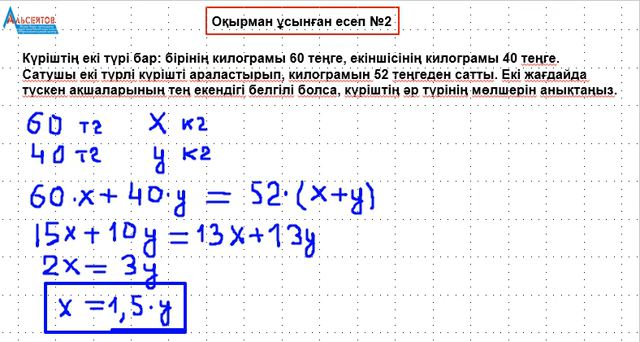 АЛЬСЕИТОВ
Оқырман ұсынған есеп №2
Күріштің екі түрі бар: бірінің килограмы 60 теңге, екіншісінің килограмы 40 теңге.
Сатушы екі түрлі күрішті араластырып, килограмын 52 теңгеден сатты. Екі жағдайда
түскен акшаларының тең екендігі белгілі болса, күріштің әр түрінің мөлшерін анықтаңыз.
60 тг x кг
40 тг y кг
60·x + 40·y = 52·(x+y)
15x + 10y = 13x + 13y
2x = 3y
x = 1,5·y